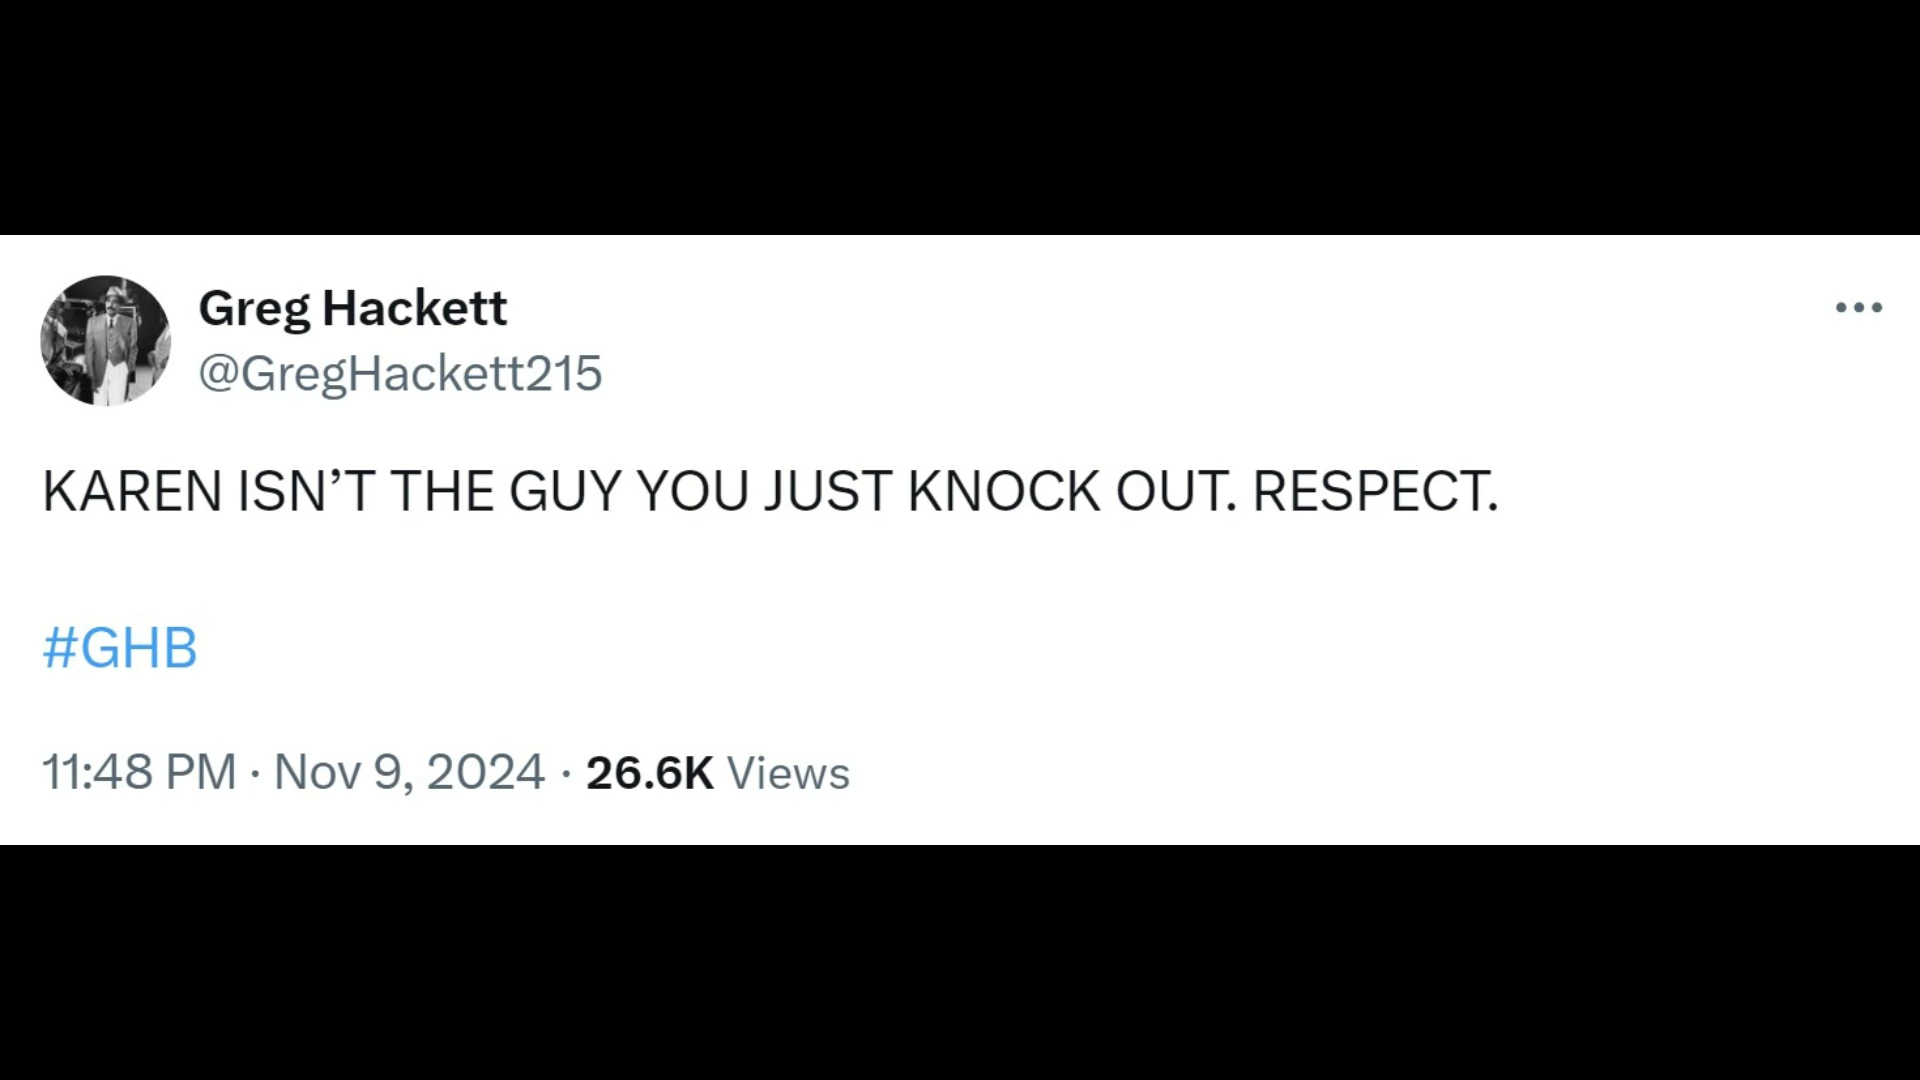 Greg Hackett
@GregHackett215
KAREN ISN’T THE GUY YOU JUST KNOCK OUT. RESPECT.
#GHB
11:48 PM · Nov 9, 2024 · 26.6K Views